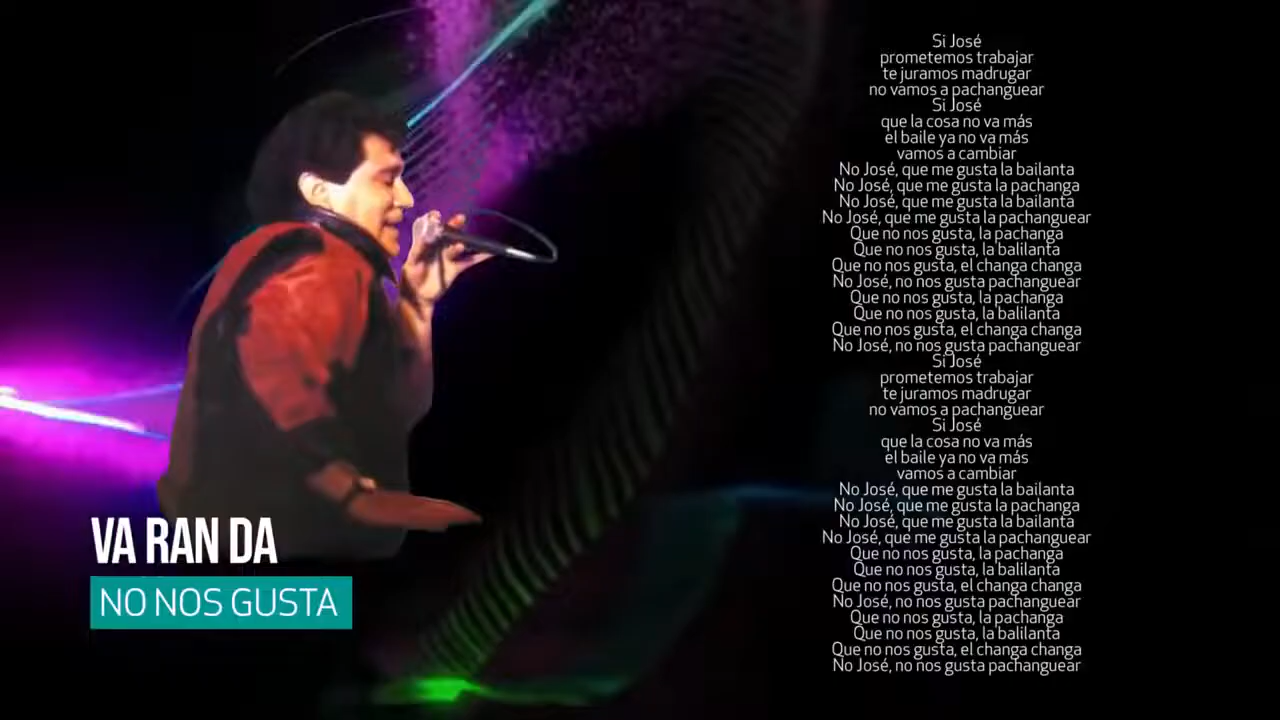 VA RAN DA
NO NOS GUSTA
Si José
prometemos trabajar
te juramos madrugar
no vamos a pachanguear
Si José
que la cosa no va más
el baile ya no va más
vamos a cambiar
No José, que me gusta la bailanta
No José, que me gusta la pachanga
No José, que me gusta la bailanta
No José, que me gusta la pachanguear
Que no nos gusta, la pachanga
Que no nos gusta, la balilanta
Que no nos gusta, el changa changa
No José, no nos gusta pachanguear
Que no nos gusta, la pachanga
Que no nos gusta, la balilanta
Que no nos gusta, el changa changa
No José, no nos gusta pachanguear
Si José
prometemos trabajar
te juramos madrugar
no vamos a pachanguear
Si José
que la cosa no va más
el baile ya no va más
vamos a cambiar
No José, que me gusta la bailanta
No José, que me gusta la pachanga
No José, que me gusta la bailanta
No José, que me gusta la pachanguear
Que no nos gusta, la pachanga
Que no nos gusta, la balilanta
Que no nos gusta, el changa changa
No José, no nos gusta pachanguear
Que no nos gusta, la pachanga
Que no nos gusta, la balilanta
Que no nos gusta, el changa changa
No José, no nos gusta pachanguear